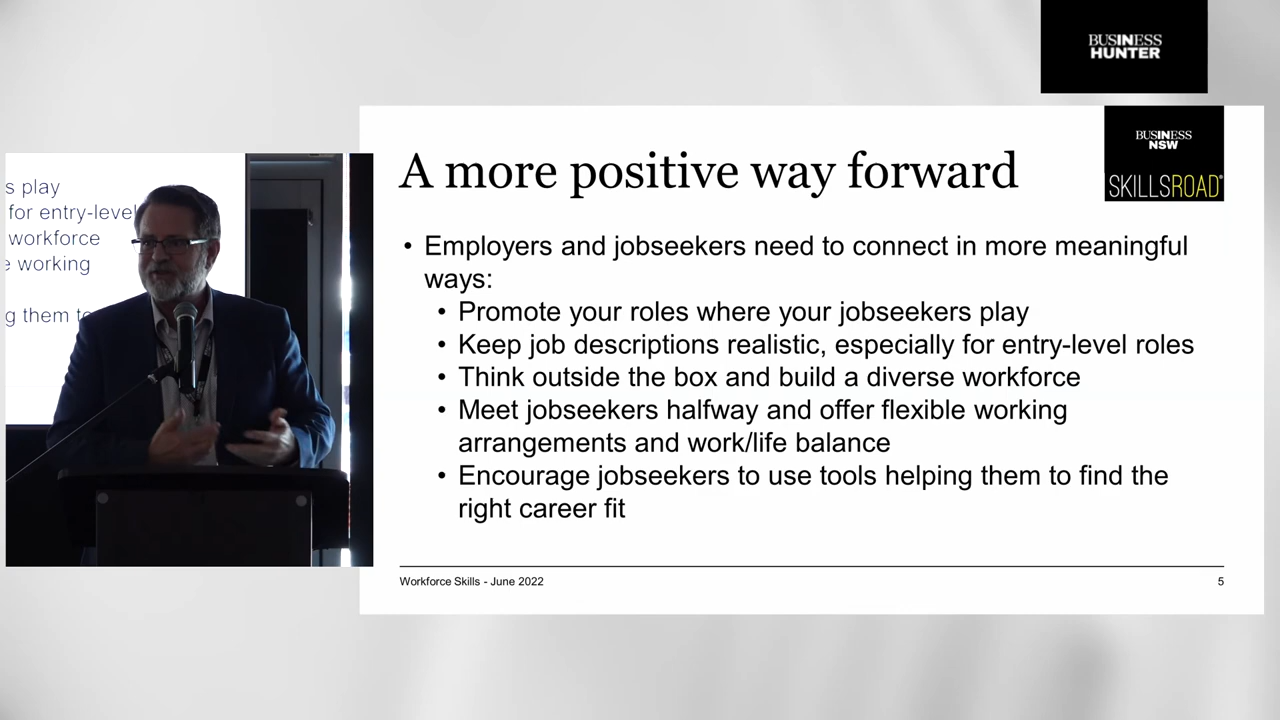 BUSINESS
HUNTER
BUSINESS
NSW
SKILLSROAD®
A more positive way forward
• Employers and jobseekers need to connect in more meaningful
ways:
• Promote your roles where your jobseekers play
• Keep job descriptions realistic, especially for entry-level roles
• Think outside the box and build a diverse workforce
• Meet jobseekers halfway and offer flexible working
arrangements and work/life balance
• Encourage jobseekers to use tools helping them to find the
right career fit
Workforce Skills - June 2022
5
s play
for entry-level
workforce
e working
g them to